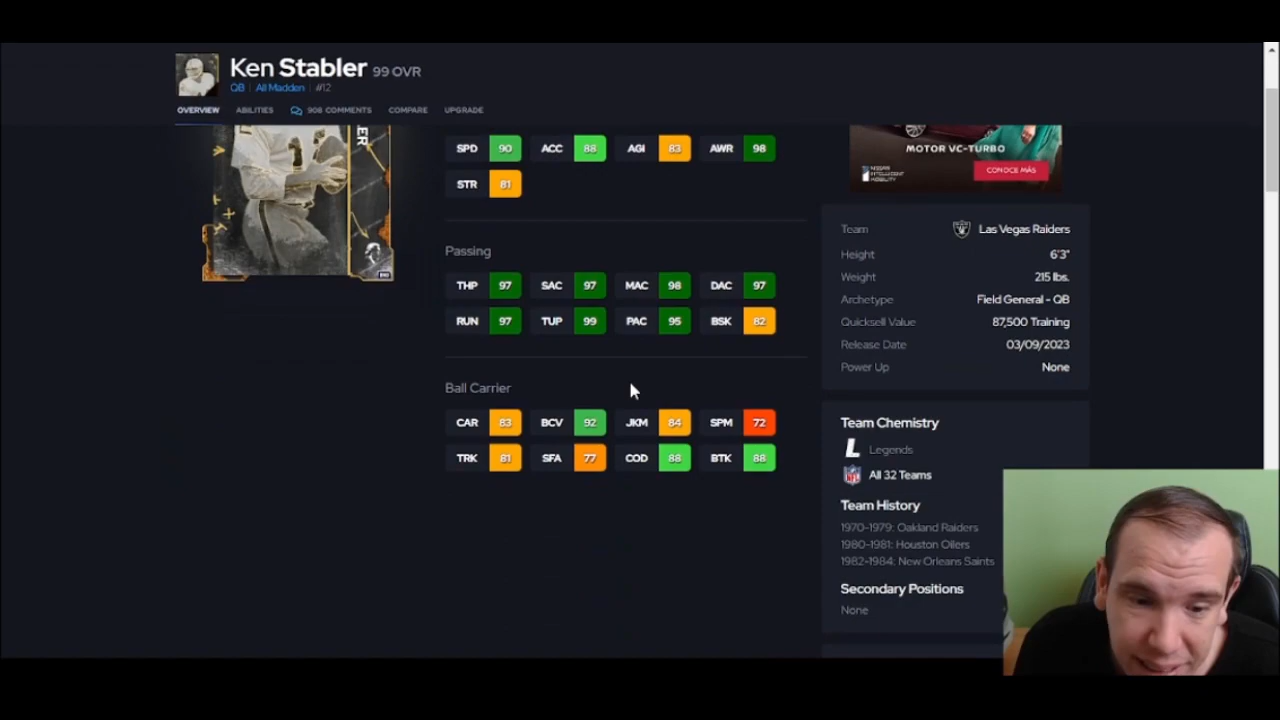 Ken Stabler 99 OVR
QB | All Madden | #12
OVERVIEW ABILITIES 908 COMMENTS COMPARE UPGRADE
SPD 90 ACC 88 AGI 83 AWR 98
STR 81
Passing
THP 97 SAC 97 MAC 98 DAC 97
RUN 97 TUP 99 PAC 95 BSK 82
Ball Carrier
CAR 83 BCV 92 JKM 84 SPM 72
TRK 81 SFA 77 COD 88 BTK 88
MOTOR VC-TURBO
NISSAN INTELLIGENT MOBILITY
CONOCE MÁS
Team Las Vegas Raiders
Height 6'3"
Weight 215 lbs.
Archetype Field General - QB
Quicksell Value 87,500 Training
Release Date 03/09/2023
Power Up None
Team Chemistry
L Legends
NFL All 32 Teams
Team History
1970-1979: Oakland Raiders
1980-1981: Houston Oilers
1982-1984: New Orleans Saints
Secondary Positions
None